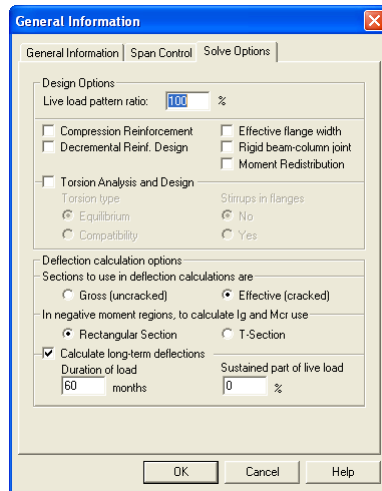 General Information
General Information Span Control Solve Options
Design Options
Live load pattern ratio: 100 %
Compression Reinforcement Effective flange width
Decremental Reinf. Design Rigid beam-column joint
Moment Redistribution
Torsion Analysis and Design
Torsion type Stirrups in flanges
Equilibrium No
Compatibility Yes
Deflection calculation options
Sections to use in deflection calculations are
Gross (uncracked) Effective (cracked)
In negative moment regions, to calculate Ig and Mcr use
Rectangular Section T-Section
Calculate long-term deflections
Duration of load Sustained part of live load
60 months 0 %
OK Cancel Help